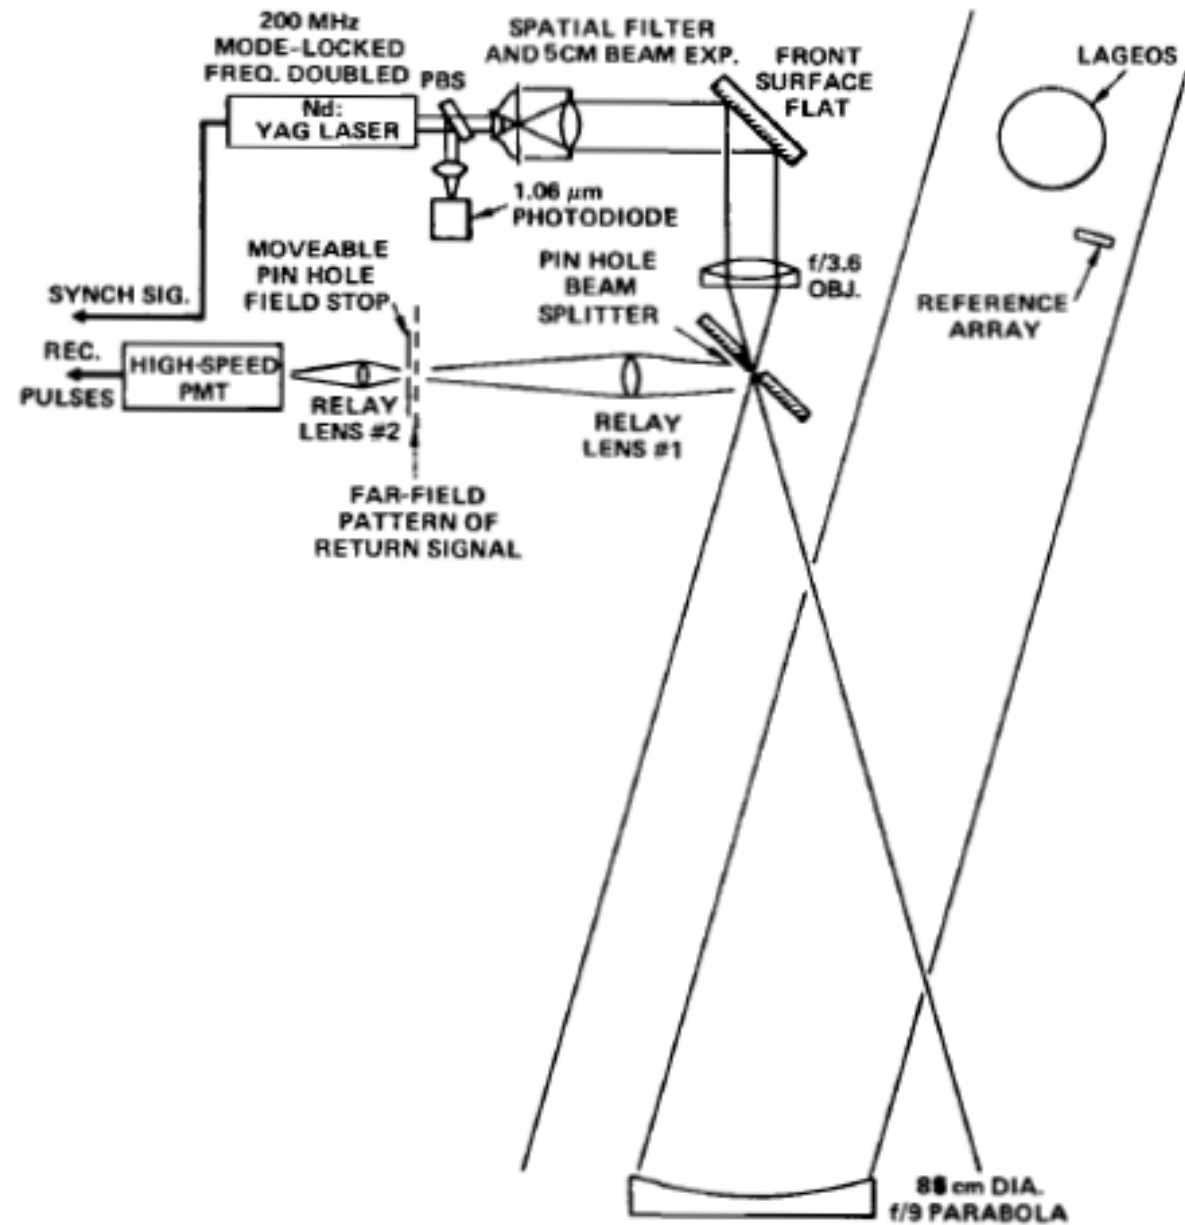 200 MHz
MODE-LOCKED
FREQ. DOUBLED
Nd:
YAG LASER
PBS
SPATIAL FILTER
AND 5CM BEAM EXP.
FRONT
SURFACE
FLAT
LAGEOS
1.06 μm
PHOTODIODE
MOVEABLE
PIN HOLE
FIELD STOP
PIN HOLE
BEAM
SPLITTER
f/3.6
OBJ.
REFERENCE
ARRAY
SYNCH SIG.
REC.
PULSES
HIGH-SPEED
PMT
RELAY
LENS #2
RELAY
LENS #1
FAR-FIELD
PATTERN OF
RETURN SIGNAL
cm DIA.
f/9 PARABOLA